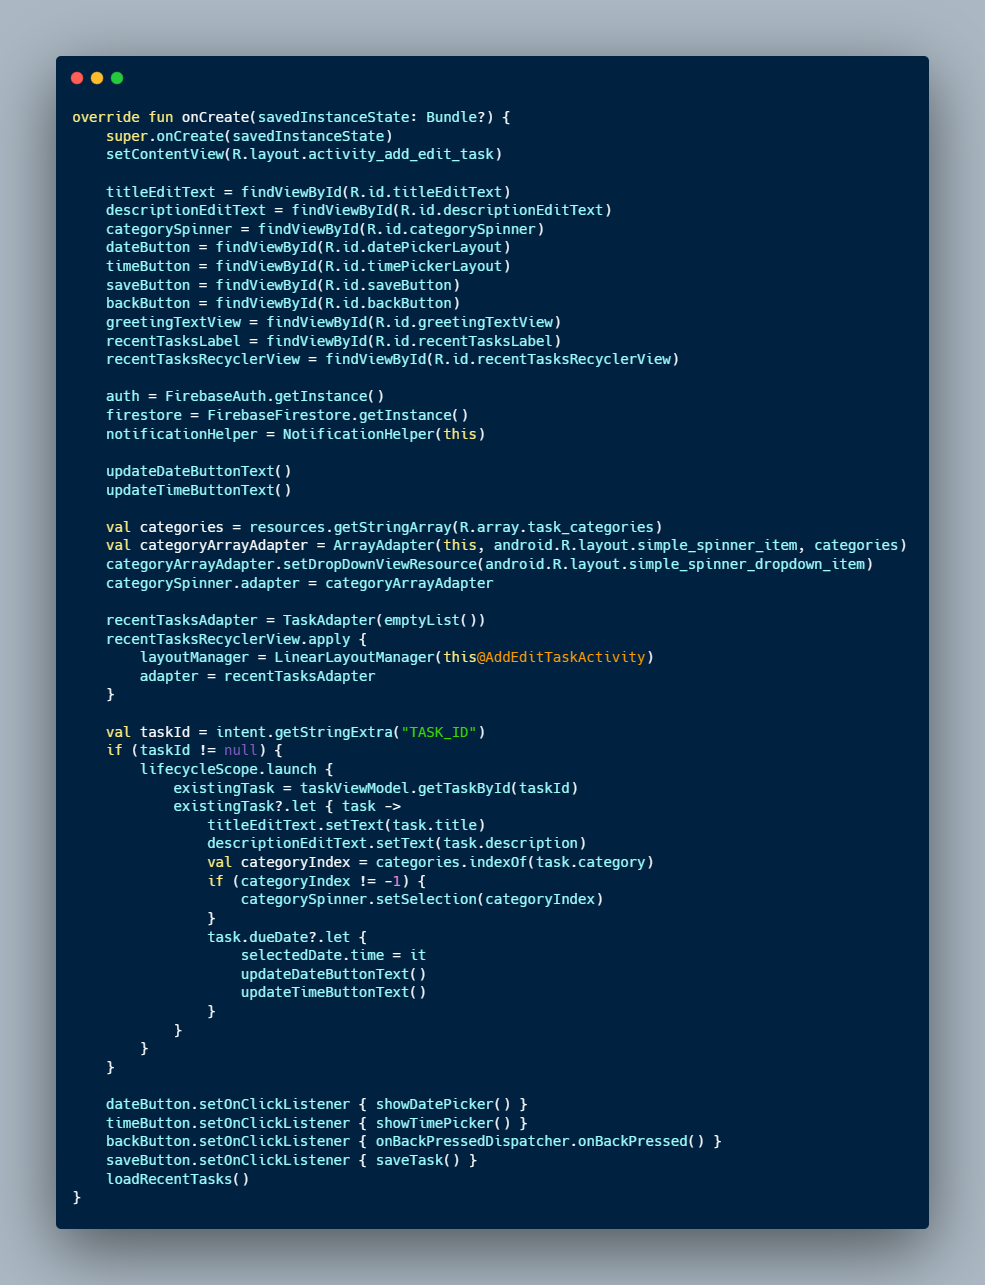 override fun onCreate(savedInstanceState: Bundle?) {
    super.onCreate(savedInstanceState)
    setContentView(R.layout.activity_add_edit_task)

    titleEditText = findViewById(R.id.titleEditText)
    descriptionEditText = findViewById(R.id.descriptionEditText)
    categorySpinner = findViewById(R.id.categorySpinner)
    dateButton = findViewById(R.id.datePickerLayout)
    timeButton = findViewById(R.id.timePickerLayout)
    saveButton = findViewById(R.id.saveButton)
    backButton = findViewById(R.id.backButton)
    greetingTextView = findViewById(R.id.greetingTextView)
    recentTasksLabel = findViewById(R.id.recentTasksLabel)
    recentTasksRecyclerView = findViewById(R.id.recentTasksRecyclerView)

    auth = FirebaseAuth.getInstance()
    firestore = FirebaseFirestore.getInstance()
    notificationHelper = NotificationHelper(this)

    updateDateButtonText()
    updateTimeButtonText()

    val categories = resources.getStringArray(R.array.task_categories)
    val categoryArrayAdapter = ArrayAdapter(this, android.R.layout.simple_spinner_item, categories)
    categoryArrayAdapter.setDropDownViewResource(android.R.layout.simple_spinner_dropdown_item)
    categorySpinner.adapter = categoryArrayAdapter

    recentTasksAdapter = TaskAdapter(emptyList())
    recentTasksRecyclerView.apply {
        layoutManager = LinearLayoutManager(this@AddEditTaskActivity)
        adapter = recentTasksAdapter
    }

    val taskId = intent.getStringExtra("TASK_ID")
    if (taskId != null) {
        lifecycleScope.launch {
            existingTask = taskViewModel.getTaskById(taskId)
            existingTask?.let { task ->
                titleEditText.setText(task.title)
                descriptionEditText.setText(task.description)
                val categoryIndex = categories.indexOf(task.category)
                if (categoryIndex != -1) {
                    categorySpinner.setSelection(categoryIndex)
                }
                task.dueDate?.let {
                    selectedDate.time = it
                    updateDateButtonText()
                    updateTimeButtonText()
                }
            }
        }
    }

    dateButton.setOnClickListener { showDatePicker() }
    timeButton.setOnClickListener { showTimePicker() }
    backButton.setOnClickListener { onBackPressedDispatcher.onBackPressed() }
    saveButton.setOnClickListener { saveTask() }
    loadRecentTasks()
}